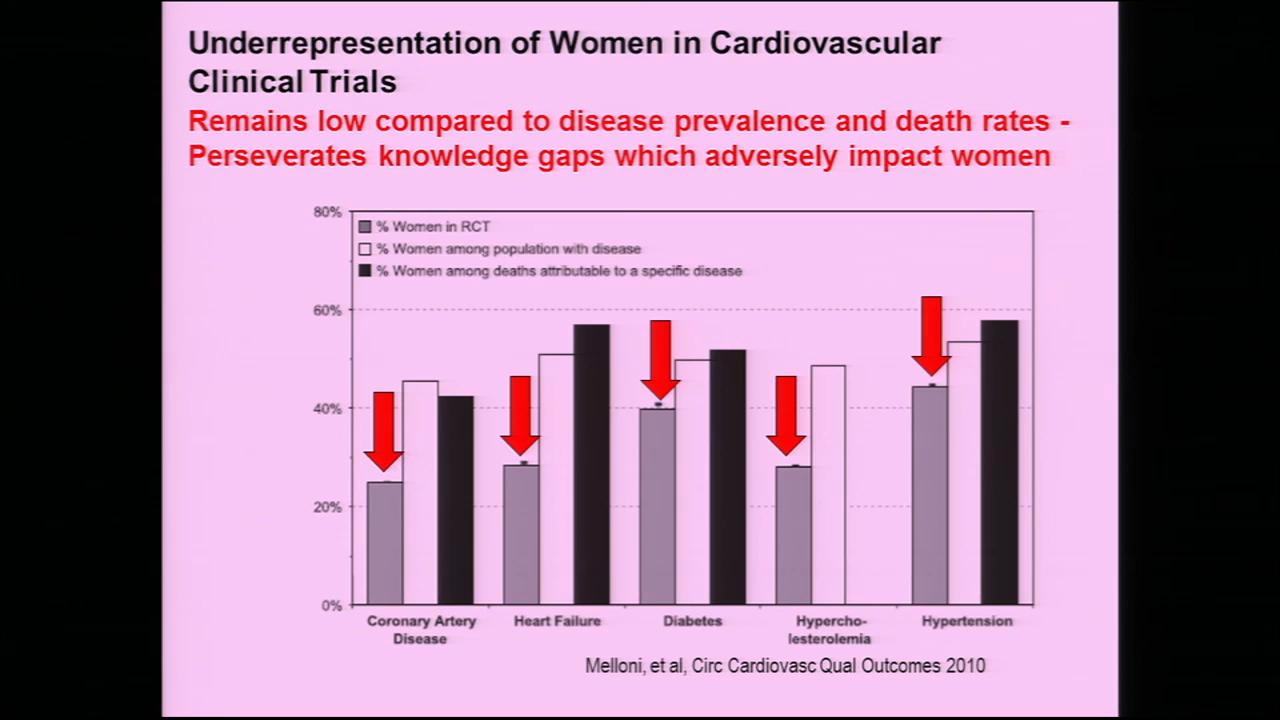 Underrepresentation of Women in Cardiovascular
Clinical Trials
Remains low compared to disease prevalence and death rates -
Perseverates knowledge gaps which adversely impact women
80%
% Women in RCT
% Women among population with disease
% Women among deaths attributable to a specific disease
60%
40%
20%
0%
Coronary Artery
Disease
Heart Failure
Diabetes
Hypercho-
lesterolemia
Hypertension
Melloni, et al, Circ Cardiovasc Qual Outcomes 2010